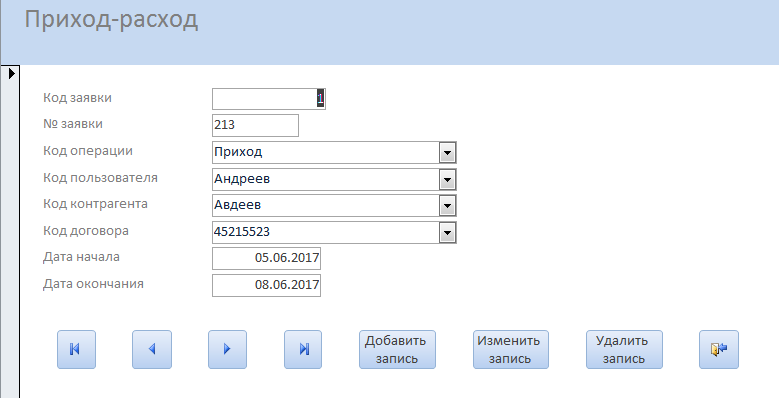 Приход-расход
Код заявки 1
№ заявки 213
Код операции Приход
Код пользователя Андреев
Код контрагента Авдеев
Код договора 45215523
Дата начала 05.06.2017
Дата окончания 08.06.2017
Добавить запись Изменить запись Удалить запись